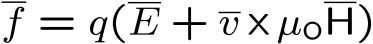 f̅ = q(E̅ + v̅ × μ₀H̅)